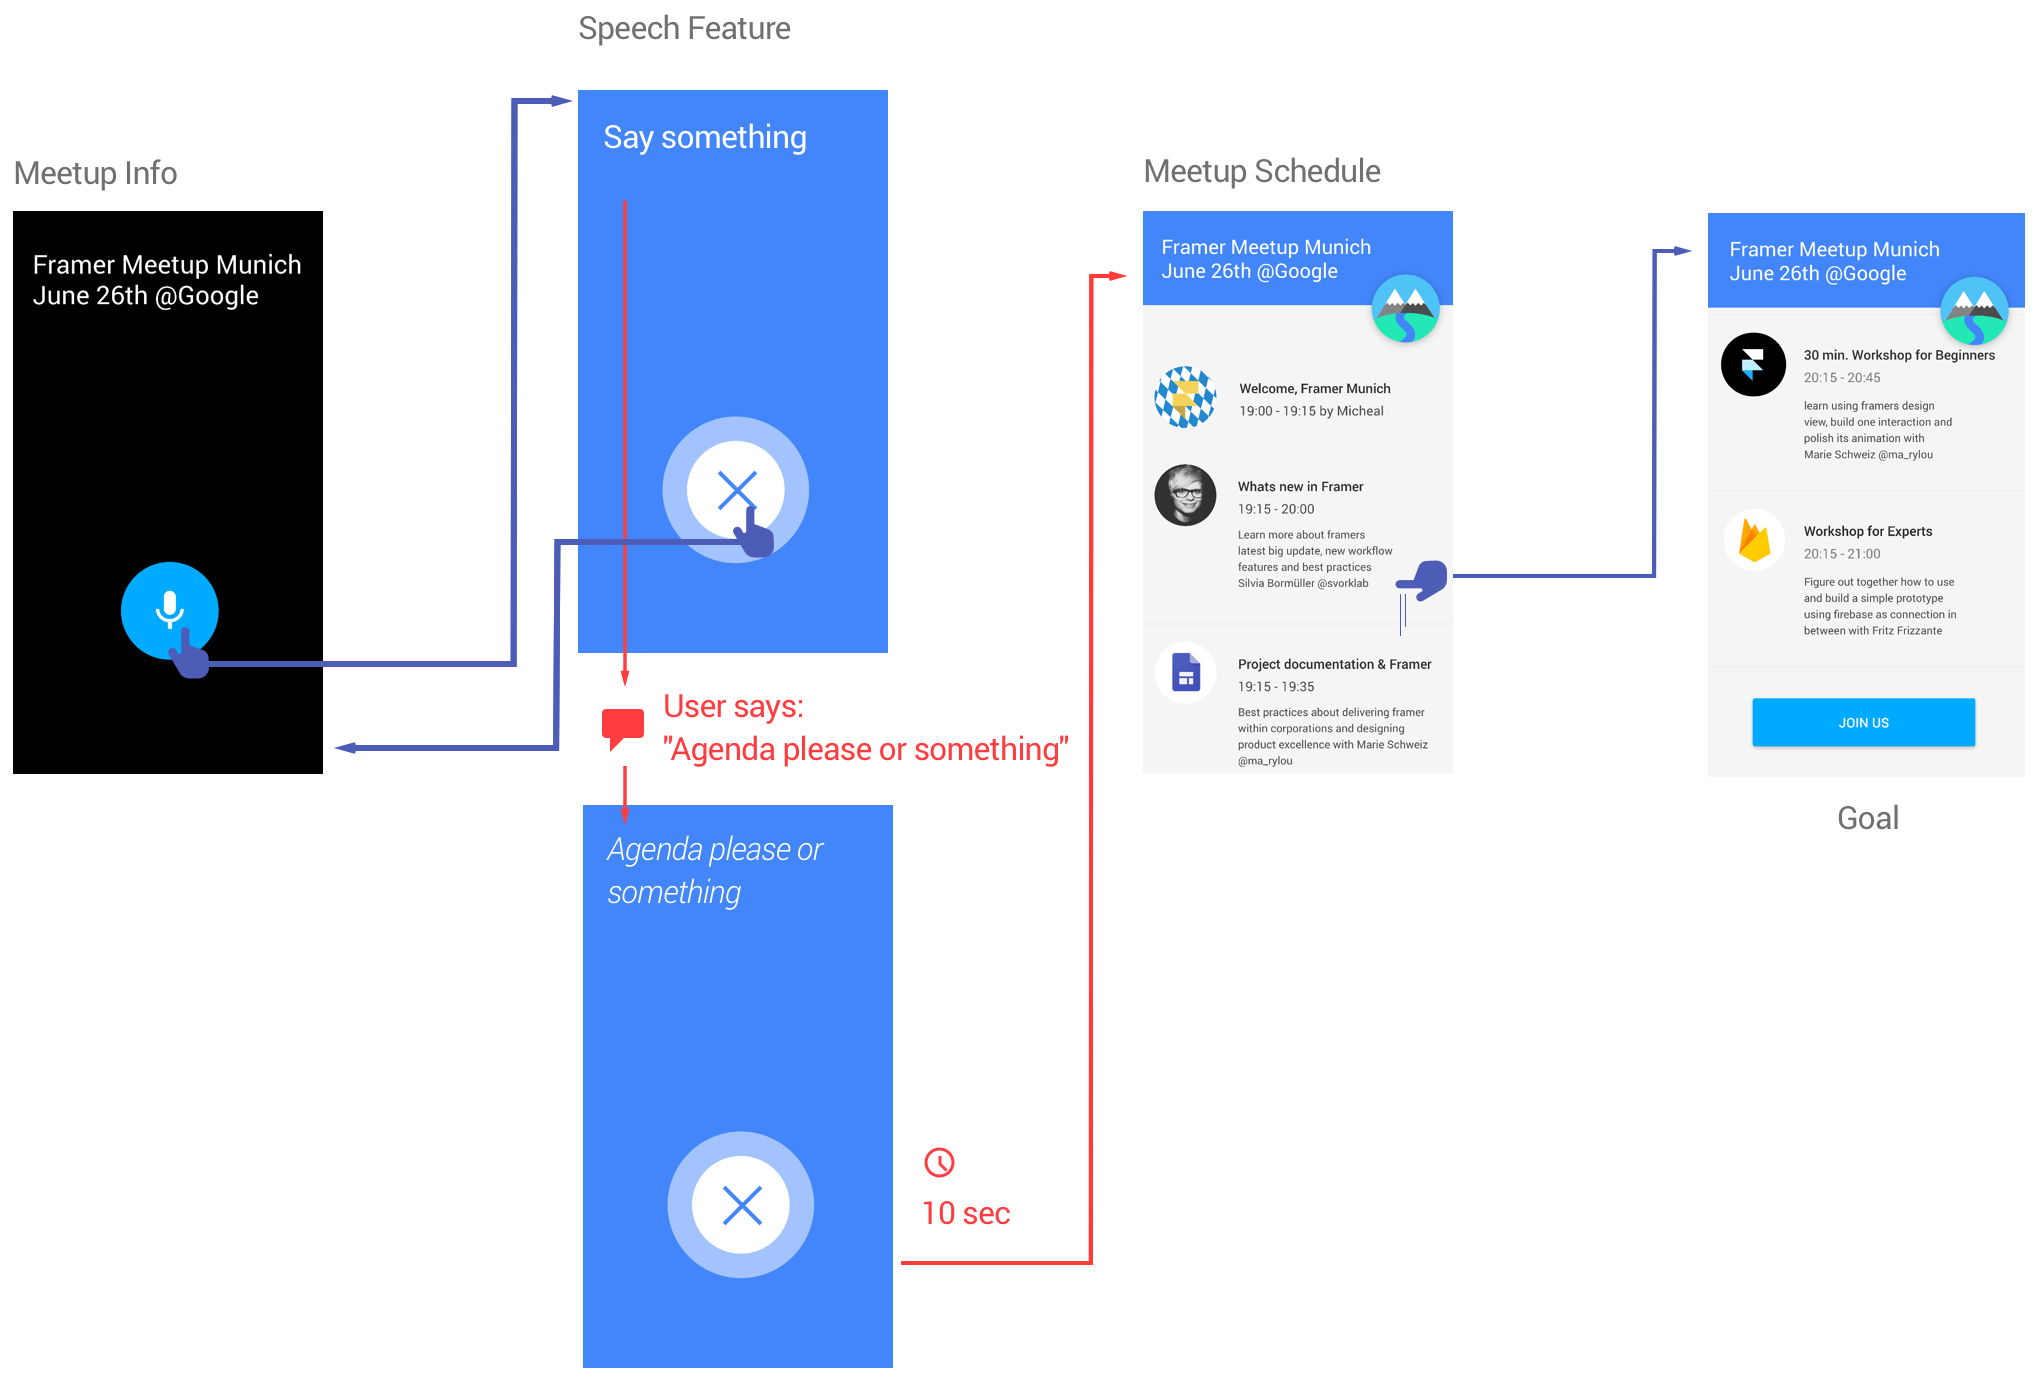 Speech Feature
Say something
Meetup Info
Framer Meetup Munich
June 26th @Google
User says:
"Agenda please or something"
Agenda please or
something
10 sec
Meetup Schedule
Framer Meetup Munich
June 26th @Google
Welcome, Framer Munich
19:00 - 19:15 by Micheal
Whats new in Framer
19:15 - 20:00
Learn more about framers
latest big update, new workflow
features and best practices
Silvia Bormüller @svorklab
Project documentation & Framer
19:15 - 19:35
Best practices about delivering framer
within corporations and designing
product excellence with Marie Schweiz
@ma_rylou
Framer Meetup Munich
June 26th @Google
30 min. Workshop for Beginners
20:15 - 20:45
learn using framers design
view, build one interaction and
polish its animation with
Marie Schweiz @ma_rylou
Workshop for Experts
20:15 - 21:00
Figure out together how to use
and build a simple prototype
using firebase as connection in
between with Fritz Frizzante
JOIN US
Goal